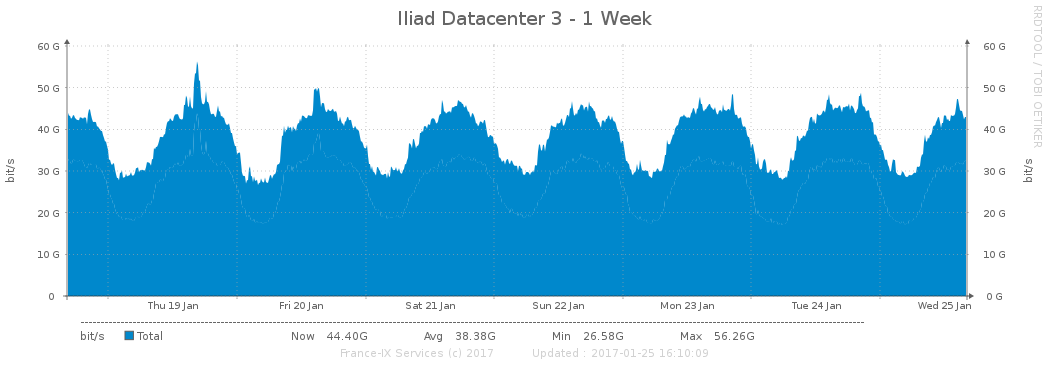 Iliad Datacenter 3 - 1 Week
RRDTOOL / TOBI OETIKER
bit/s
bit/s
60 G
60 G
50 G
50 G
40 G
40 G
30 G
30 G
20 G
20 G
10 G
10 G
0
0 G
Thu 19 Jan Fri 20 Jan Sat 21 Jan Sun 22 Jan Mon 23 Jan Tue 24 Jan Wed 25 Jan
bit/s Total Now 44.40G Avg 38.38G Min 26.58G Max 56.26G
France-IX Services (c) 2017 Updated : 2017-01-25 16:10:09